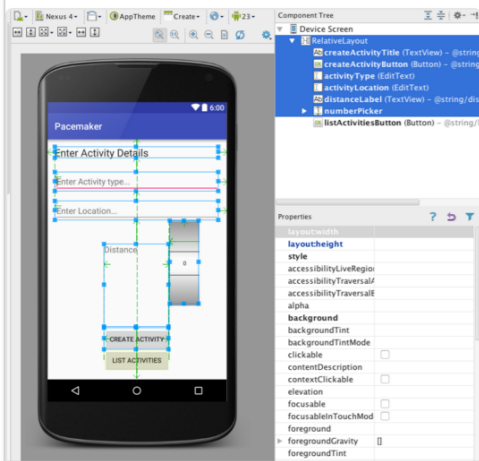 Nexus 4
AppTheme
Create
23
Component Tree
Device Screen
RelativeLayout
createActivityTitle (TextView) - @string
createActivityButton (Button) - @string
activityType (EditText)
activityLocation (EditText)
distanceLabel (TextView) - @string/dis
numberPicker
listActivitiesButton (Button) - @string/l
6:00
Pacemaker
Enter Activity Details
Enter Activity type...
Enter Location...
Distance
0
CREATE ACTIVITY
LIST ACTIVITIES
Properties
layout:width
layout:height
style
accessibilityLiveRegion
accessibilityTraversalA
accessibilityTraversalB
alpha
background
backgroundTint
backgroundTintMode
clickable
contentDescription
contextClickable
elevation
focusable
focusableInTouchMod
foreground
foregroundGravity []
foregroundTint